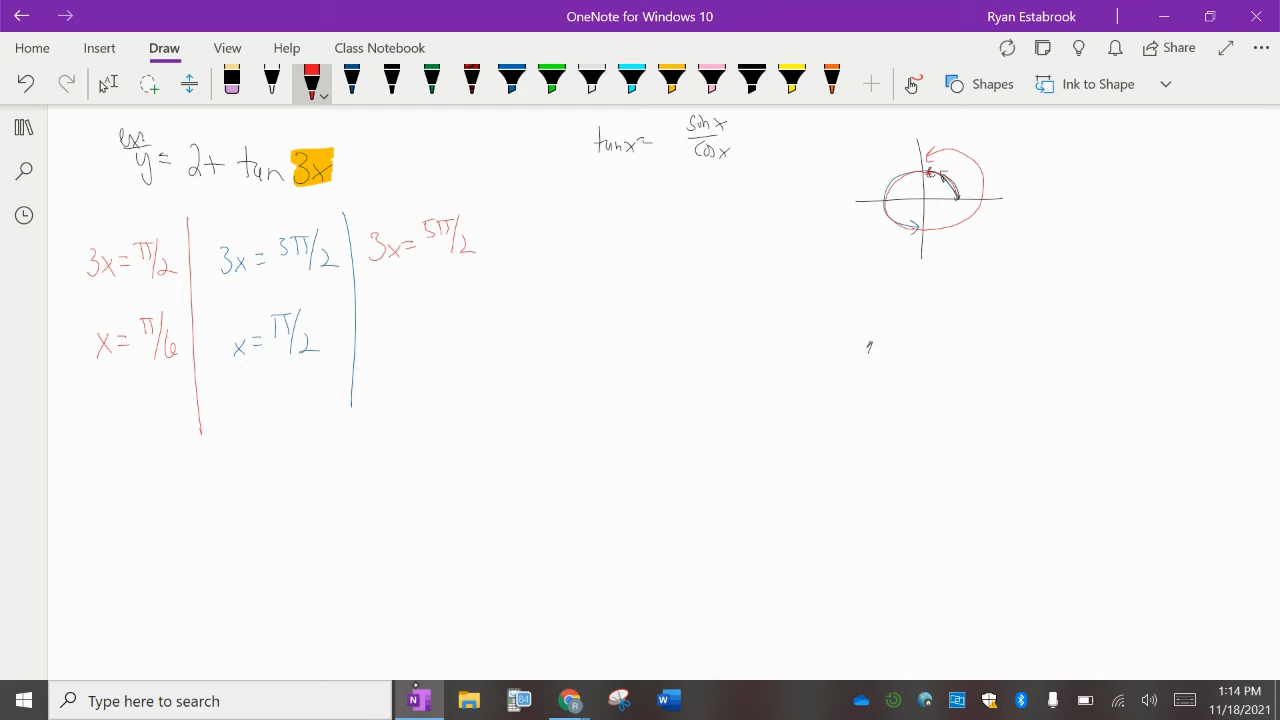 OneNote for Windows 10
Ryan Estabrook
Home Insert Draw View Help Class Notebook
Share
Shapes
Ink to Shape
ex:
y = 2 + tan 3x
tan x = sin x / cos x
3x = π/2
3x = 3π/2
3x = 5π/2
x = π/6
x = π/2
Type here to search
84
1:14 PM
11/18/2021